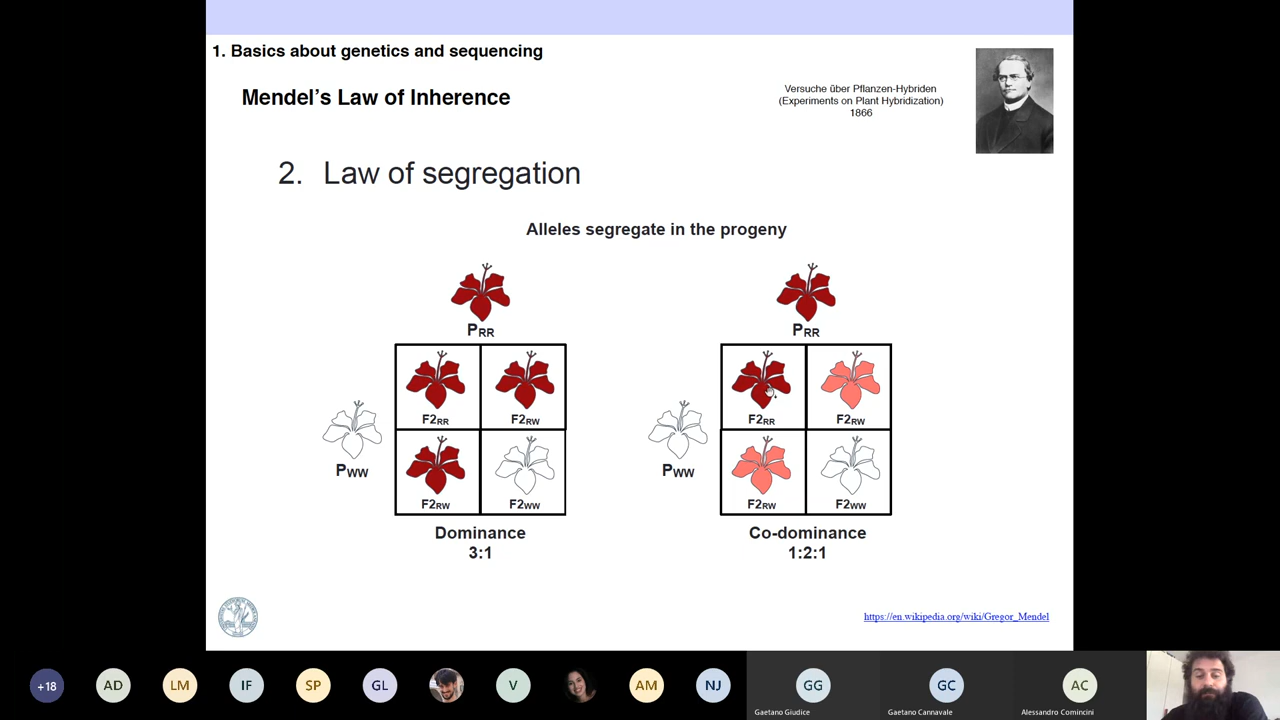 1. Basics about genetics and sequencing
Mendel's Law of Inherence
Versuche über Pflanzen-Hybriden
(Experiments on Plant Hybridization)
1866
2. Law of segregation
Alleles segregate in the progeny
PRR
PRR
PWW
F2RR
F2RW
F2RW
F2WW
PWW
F2RR
F2RW
F2RW
F2WW
Dominance
3:1
Co-dominance
1:2:1
https://en.wikipedia.org/wiki/Gregor_Mendel
+18
AD
LM
IF
SP
GL
V
AM
NJ
GG
Gaetano Giudice
GC
Gaetano Cannavale
AC
Alessandro Comincini